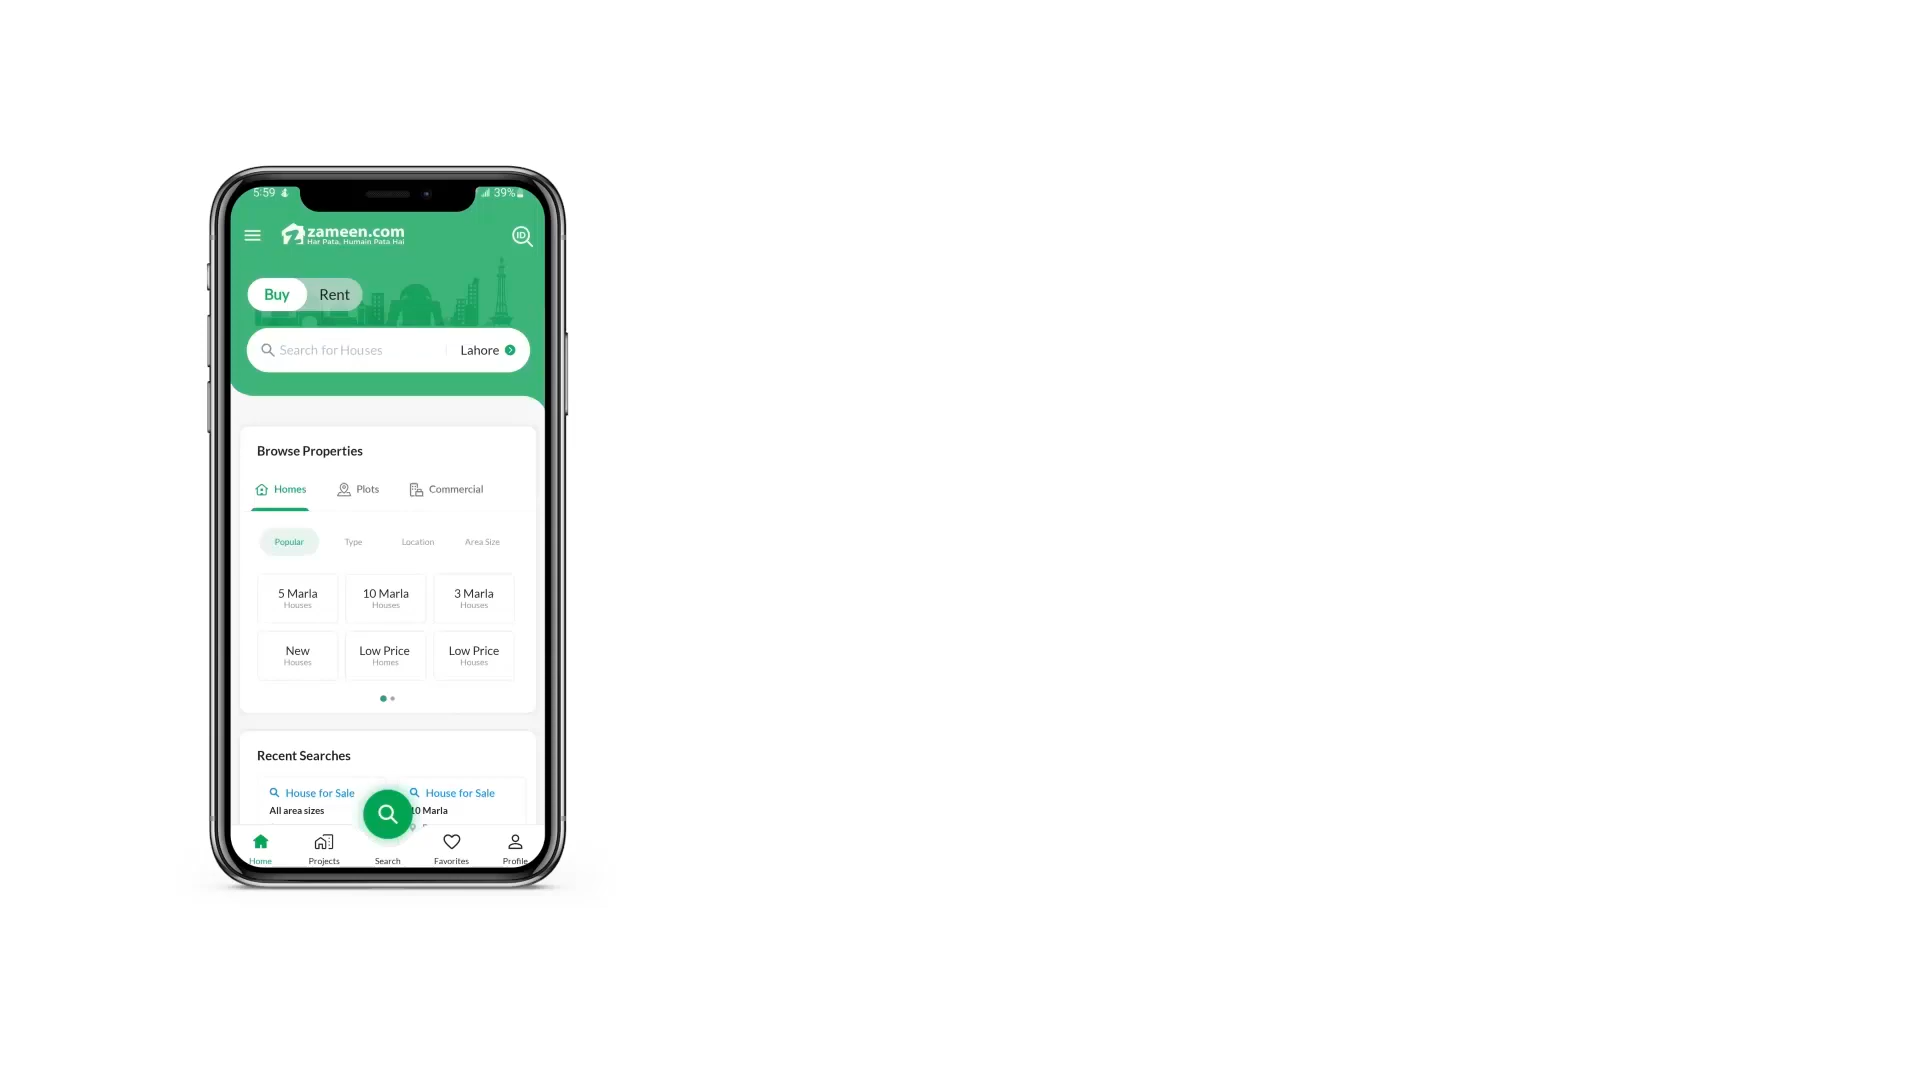 5:59
39%
zameen.com
Har Pata, Humain Pata Hai
ID
Buy Rent
Search for Houses Lahore
Browse Properties
Homes Plots Commercial
Popular Type Location Area Size
5 Marla 10 Marla 3 Marla
Houses Houses Houses
New Low Price Low Price
Houses Homes Houses
Recent Searches
House for Sale House for Sale
All area sizes 10 Marla
Home Projects Search Favorites Profile